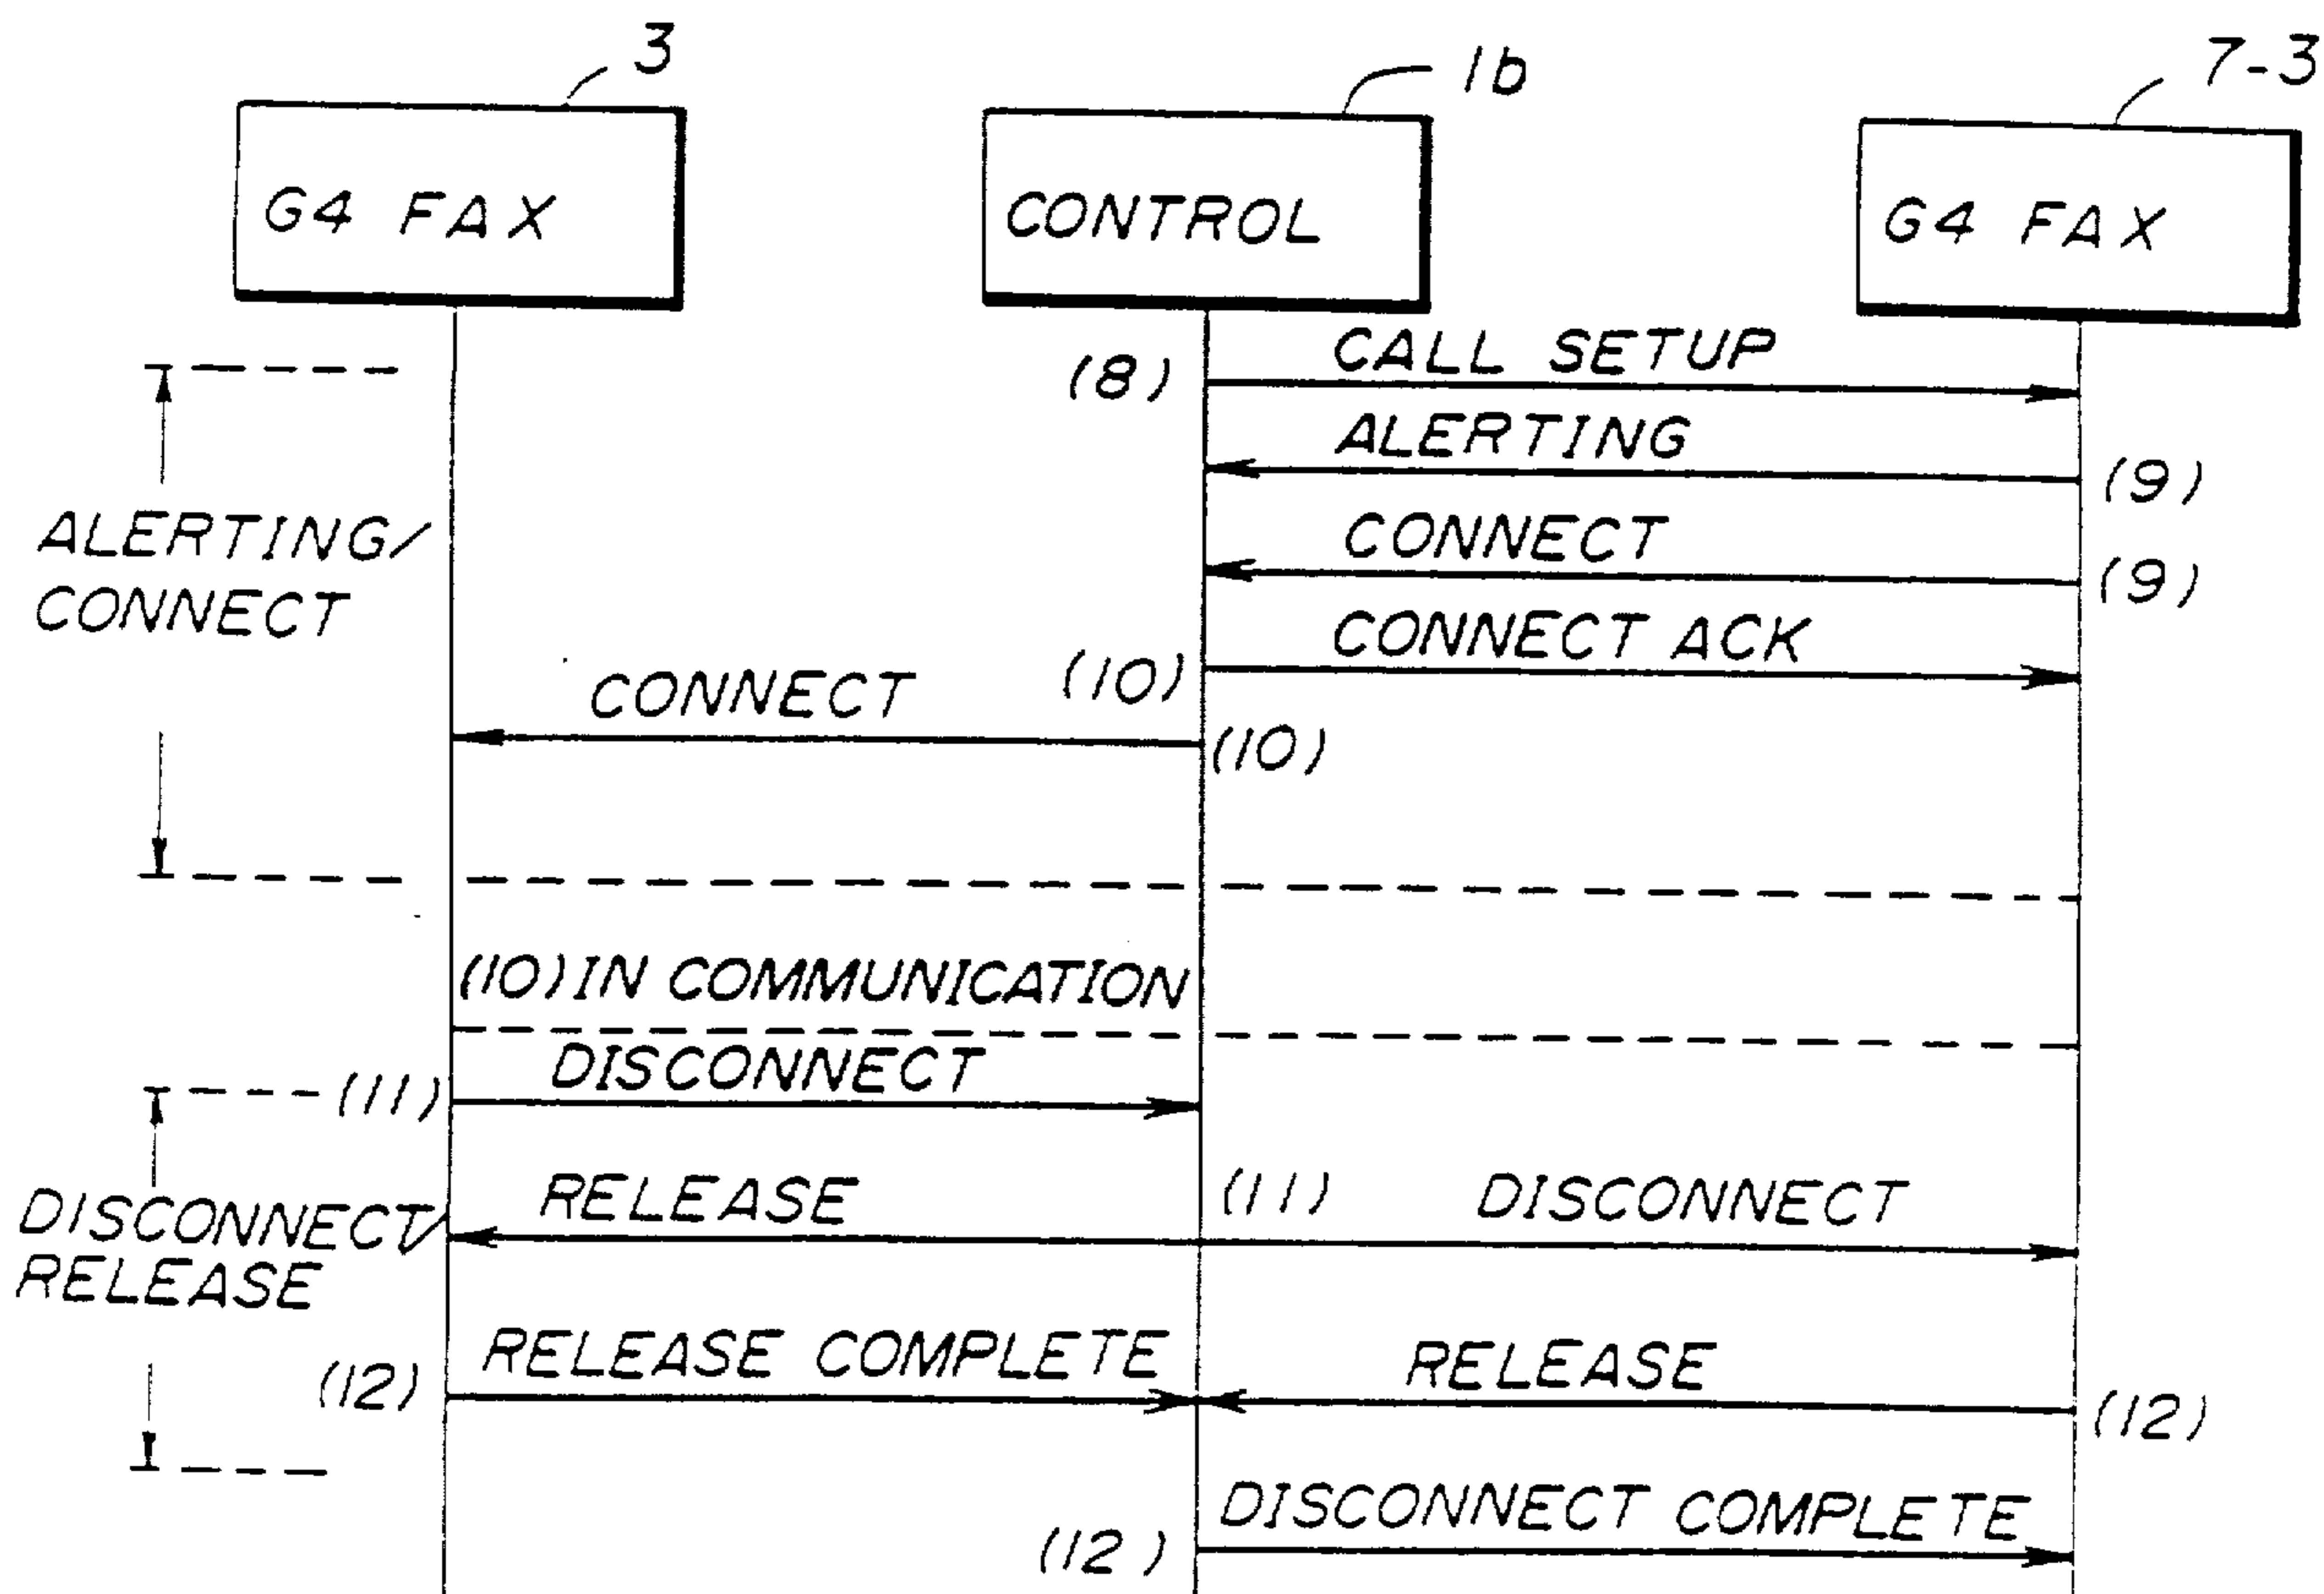 3
1b
7-3
G4 FAX
CONTROL
G4 FAX
(8)
CALL SETUP
ALERTING
(9)
ALERTING/
CONNECT
CONNECT
(9)
CONNECT ACK
(10)
CONNECT
(10)
(10) IN COMMUNICATION
DISCONNECT
(11)
RELEASE
(11)
DISCONNECT
DISCONNECT/
RELEASE
RELEASE COMPLETE
(12)
RELEASE
(12)
DISCONNECT COMPLETE
(12)